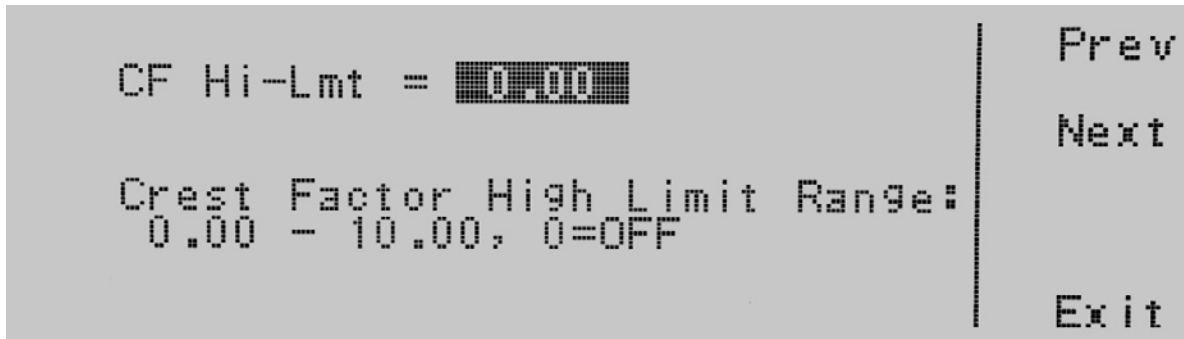 CF Hi-Lmt = 0.00
Crest Factor High Limit Range:
0.00 - 10.00, 0=OFF
Prev
Next
Exit